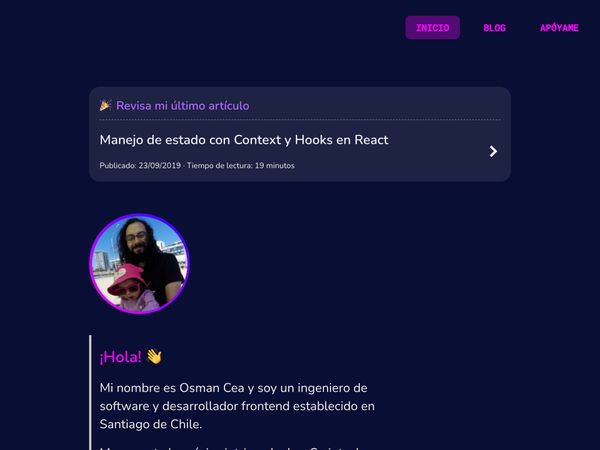 INICIO BLOG APÓYAME
🎉 Revisa mi último artículo
Manejo de estado con Context y Hooks en React
Publicado: 23/09/2019 · Tiempo de lectura: 19 minutos
¡Hola! 👋
Mi nombre es Osman Cea y soy un ingeniero de
software y desarrollador frontend establecido en
Santiago de Chile.